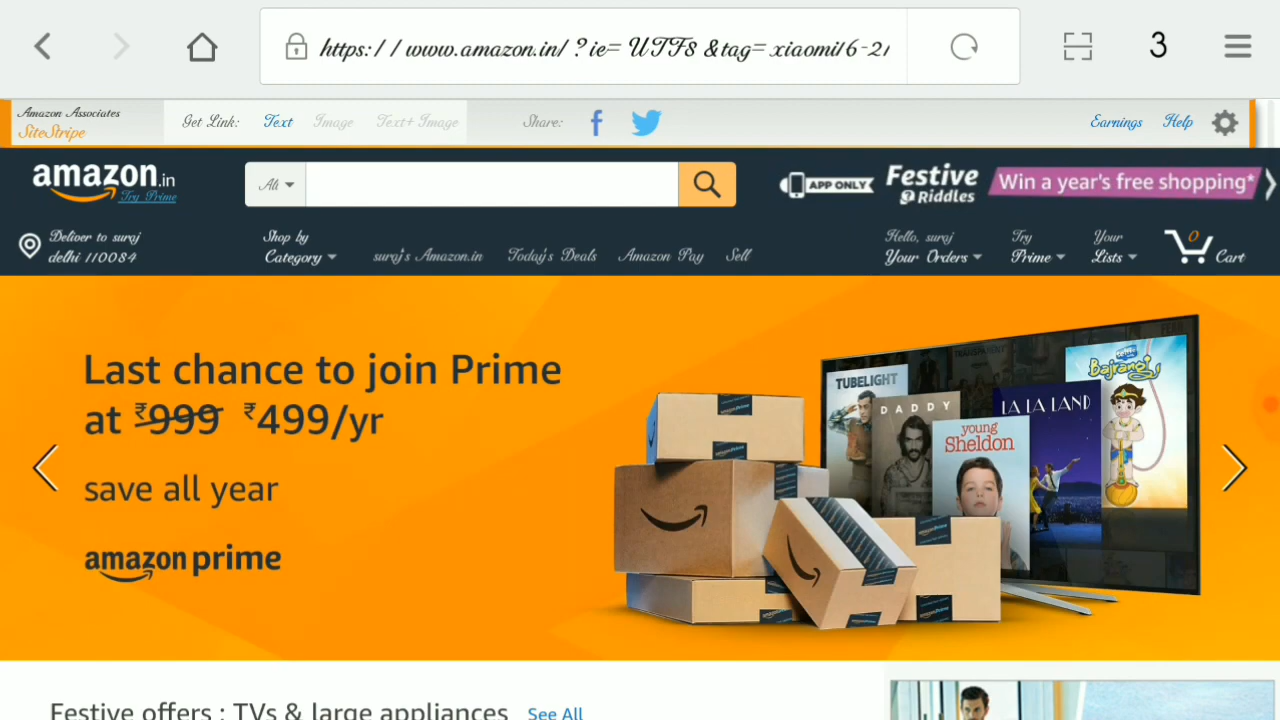 https://www.amazon.in/?ie=UTF8&tag=xiaomi16-21
3
Amazon Associates
SiteStripe
Get Link: Text Image Text+Image
Share:
Earnings Help
amazon.in
Try Prime
All
APP ONLY
Festive
Riddles
Win a year's free shopping*
Deliver to suraj
delhi 110084
Shop by
Category
suraj's Amazon.in Today's Deals Amazon Pay Sell
Hello, suraj
Your Orders
Try
Prime
Your
Lists
0
Cart
Last chance to join Prime
at ₹999 ₹499/yr
save all year
amazon prime
TUBELIGHT
DADDY
young
Sheldon
LA LA LAND
Bajrangi
Festive offers : TVs & large appliances See All